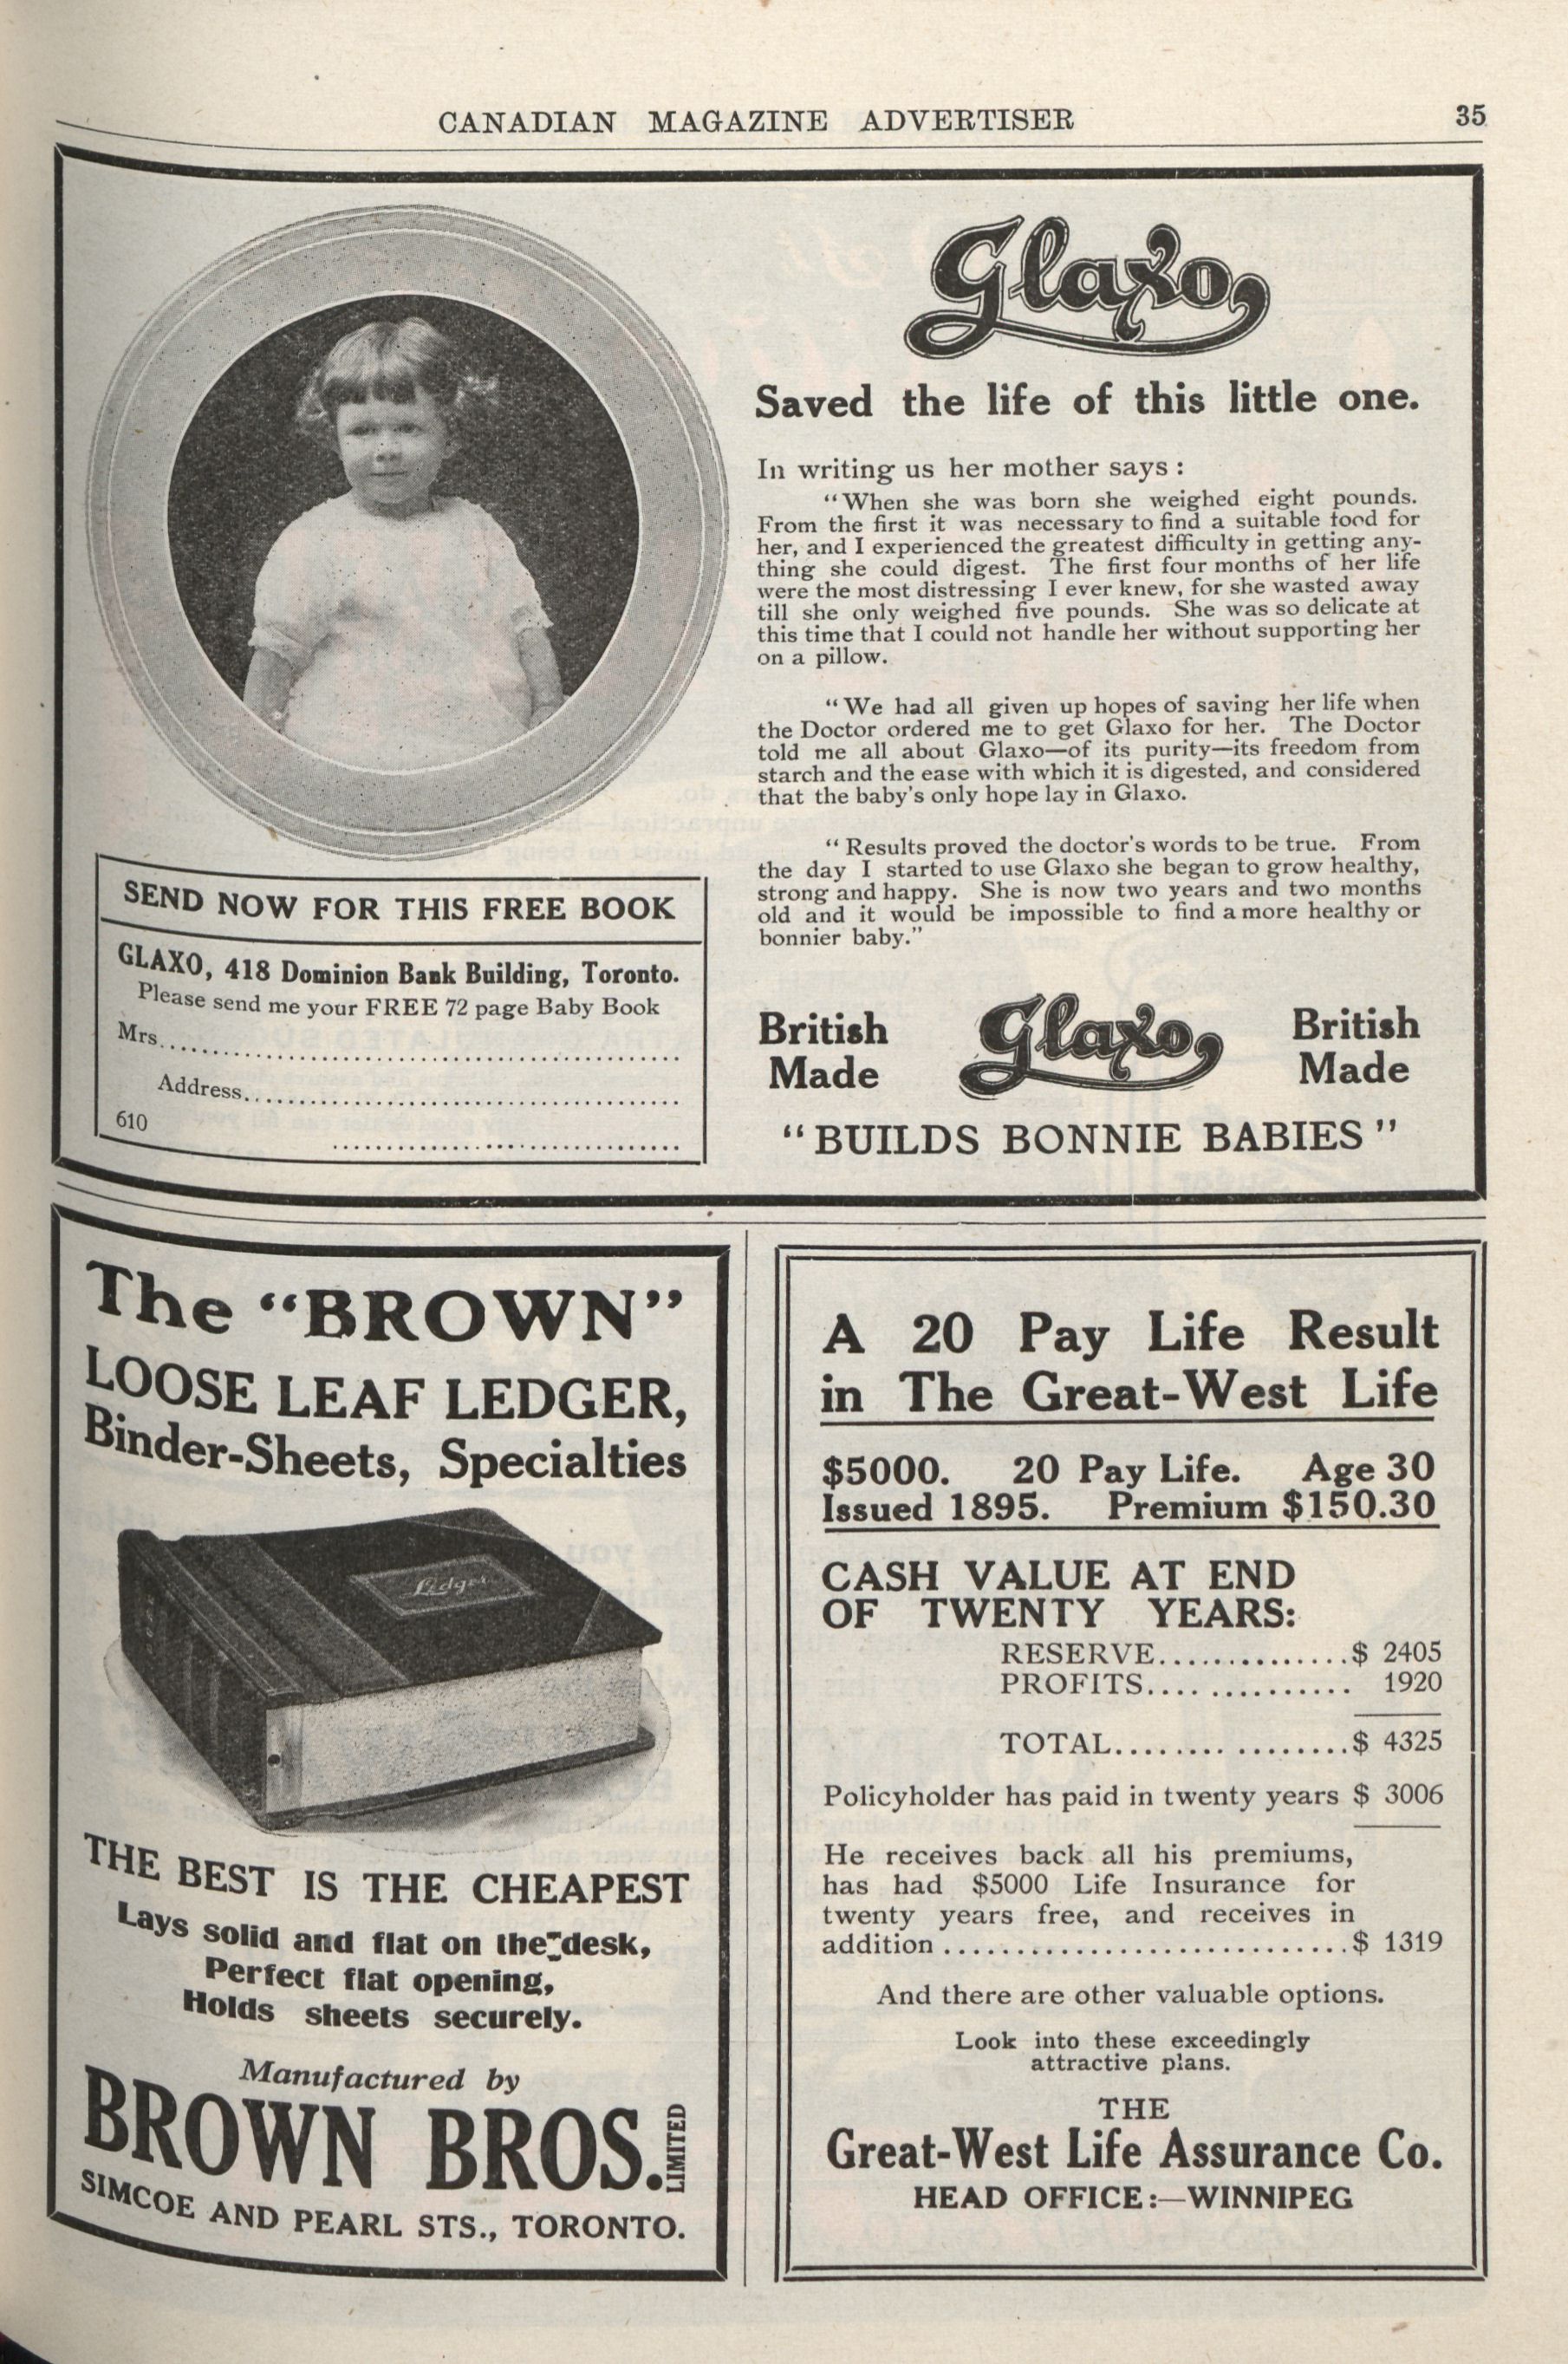 CANADIAN MAGAZINE ADVERTISER 35
Glaxo
Saved the life of this little one.
In writing us her mother says :
"When she was born she weighed eight pounds.
From the first it was necessary to find a suitable food for
her, and I experienced the greatest difficulty in getting any-
thing she could digest. The first four months of her life
were the most distressing I ever knew, for she wasted away
till she only weighed five pounds. She was so delicate at
this time that I could not handle her without supporting her
on a pillow.
"We had all given up hopes of saving her life when
the Doctor ordered me to get Glaxo for her. The Doctor
told me all about Glaxo—of its purity—its freedom from
starch and the ease with which it is digested, and considered
that the baby's only hope lay in Glaxo.
"Results proved the doctor's words to be true. From
the day I started to use Glaxo she began to grow healthy,
strong and happy. She is now two years and two months
old and it would be impossible to find a more healthy or
bonnier baby."
British Made Glaxo British Made
"BUILDS BONNIE BABIES"
SEND NOW FOR THIS FREE BOOK
GLAXO, 418 Dominion Bank Building, Toronto.
Please send me your FREE 72 page Baby Book
Mrs.......................................................
Address..............................................
610
....................................
The "BROWN"
LOOSE LEAF LEDGER,
Binder-Sheets, Specialties
Ledger
THE BEST IS THE CHEAPEST
Lays solid and flat on the desk,
Perfect flat opening,
Holds sheets securely.
Manufactured by
BROWN BROS. LIMITED
SIMCOE AND PEARL STS., TORONTO.
A 20 Pay Life Result
in The Great-West Life
$5000. 20 Pay Life. Age 30
Issued 1895. Premium $150.30
CASH VALUE AT END
OF TWENTY YEARS:
RESERVE...............$ 2405
PROFITS.... ........... 1920
TOTAL........ .........$ 4325
Policyholder has paid in twenty years $ 3006
He receives back all his premiums,
has had $5000 Life Insurance for
twenty years free, and receives in
addition ............................$ 1319
And there are other valuable options.
Look into these exceedingly
attractive plans.
THE
Great-West Life Assurance Co.
HEAD OFFICE:—WINNIPEG